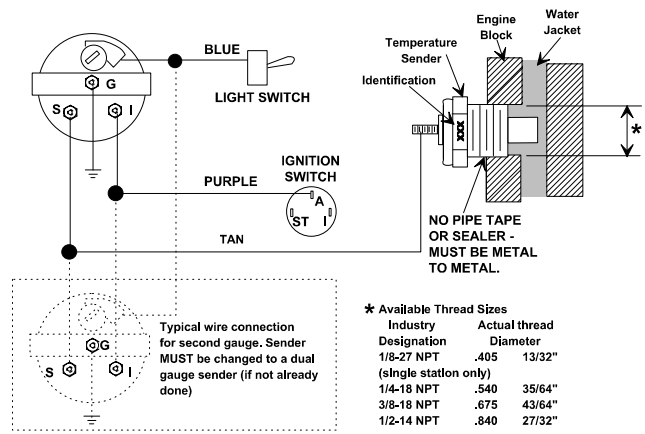 BLUE
LIGHT SWITCH
G
S
I
IGNITION
SWITCH
PURPLE
A
ST
I
TAN
Engine
Block
Water
Jacket
Temperature
Sender
Identification
XXX
*
NO PIPE TAPE
OR SEALER -
MUST BE METAL
TO METAL.
G
S
I
Typical wire connection
for second gauge. Sender
MUST be changed to a dual
gauge sender (if not already
done)
* Available Thread Sizes
Industry Actual thread
Designation Diameter
1/8-27 NPT .405 13/32"
(single station only)
1/4-18 NPT .540 35/64"
3/8-18 NPT .675 43/64"
1/2-14 NPT .840 27/32"